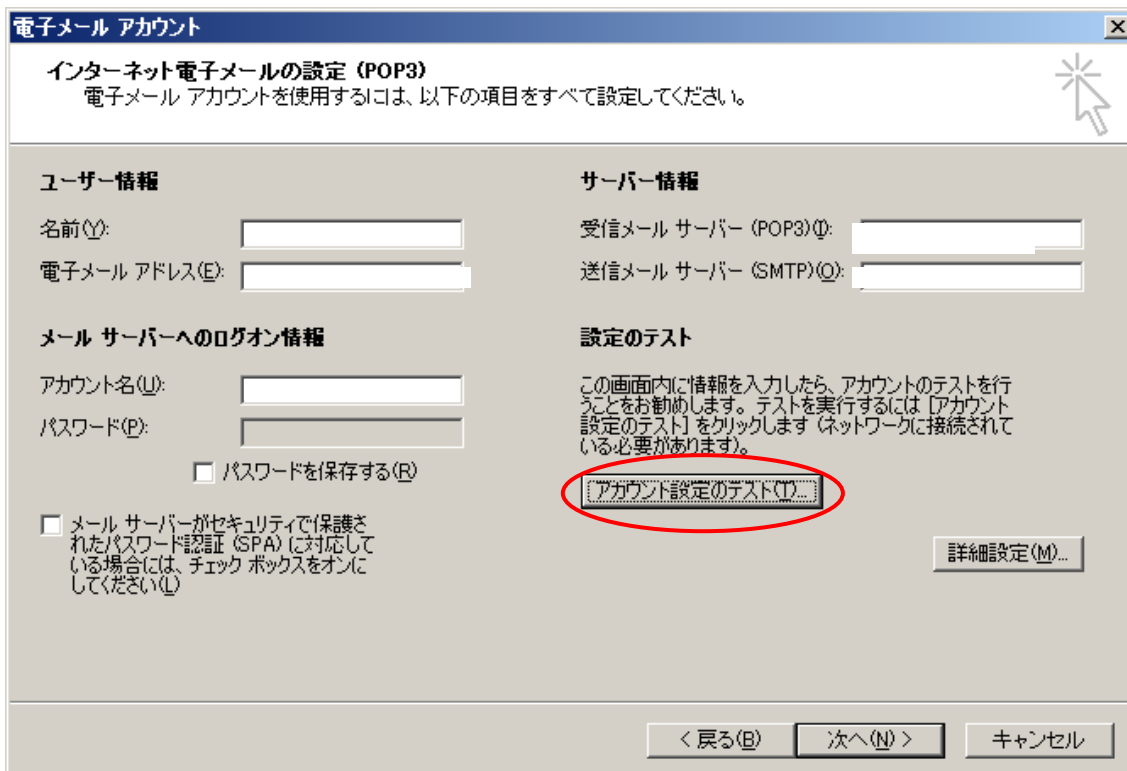 電子メール アカウント
インターネット電子メールの設定 (POP3)
電子メール アカウントを使用するには、以下の項目をすべて設定してください。
ユーザー情報
名前(Y):
電子メール アドレス(E):
メール サーバーへのログオン情報
アカウント名(U):
パスワード(P):
パスワードを保存する(R)
メール サーバーがセキュリティで保護さ
れたパスワード認証 (SPA) に対応して
いる場合には、チェック ボックスをオンに
してください(L)
サーバー情報
受信メール サーバー (POP3)(I):
送信メール サーバー (SMTP)(O):
設定のテスト
この画面内に情報を入力したら、アカウントのテストを行
うことをお勧めします。テストを実行するには [アカウント
設定のテスト] をクリックします (ネットワークに接続されて
いる必要があります)。
アカウント設定のテスト(T)...
詳細設定(M)...
< 戻る(B)
次へ(N) >
キャンセル